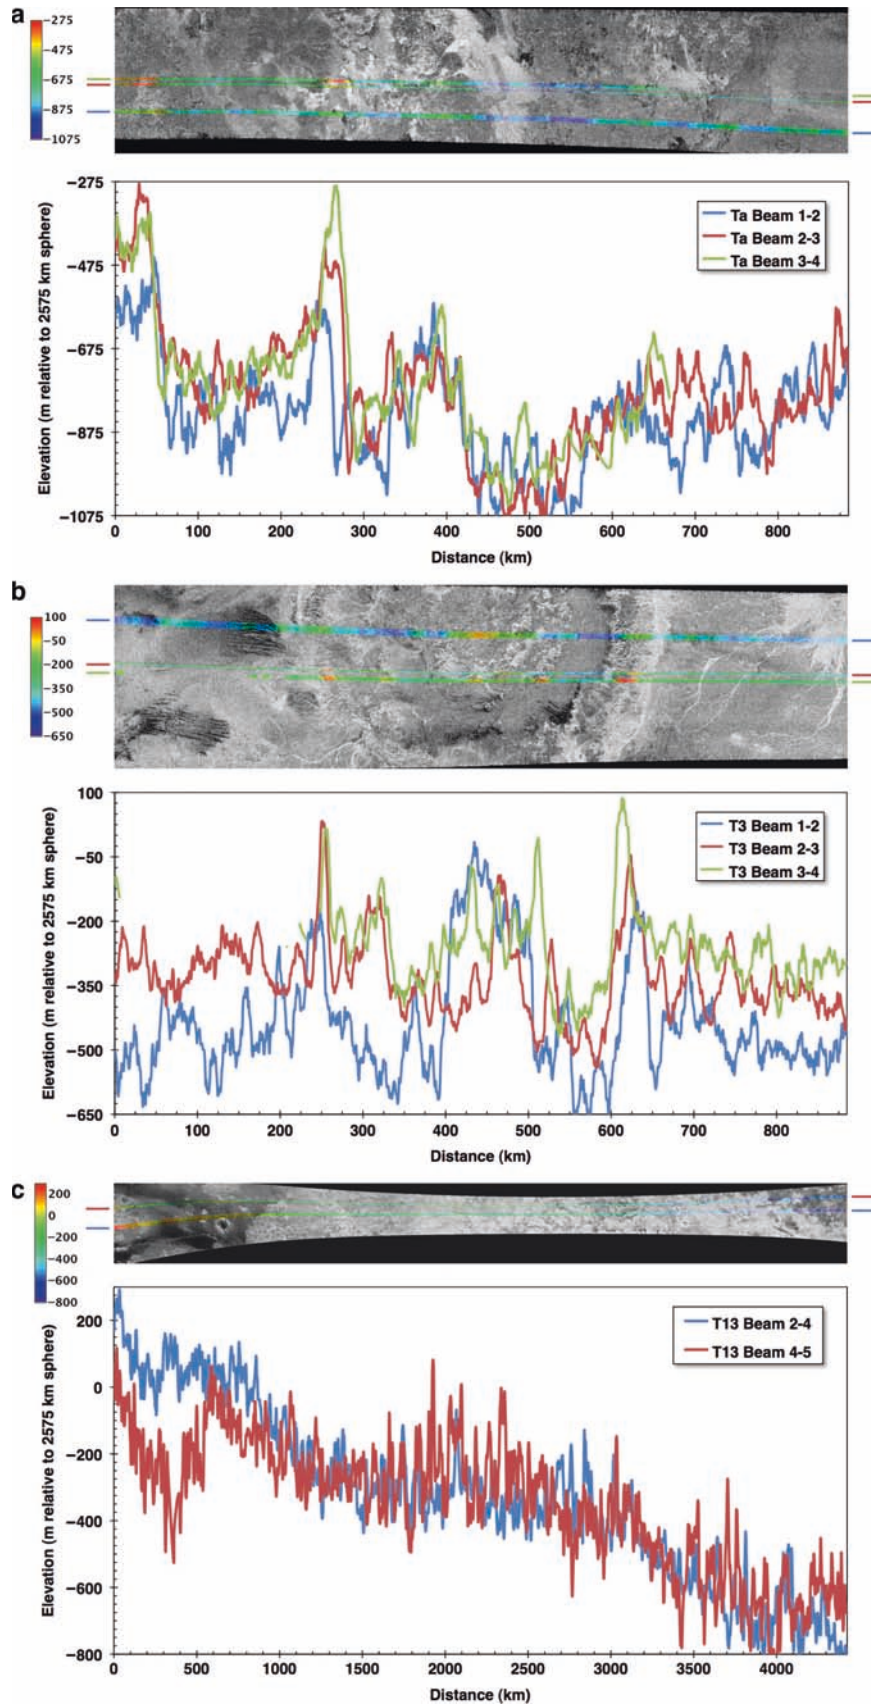 a
-275
-475
-675
-875
-1075
−275
−475
−675
−875
−1075
Elevation (m relative to 2575 km sphere)
Ta Beam 1-2
Ta Beam 2-3
Ta Beam 3-4
0 100 200 300 400 500 600 700 800
Distance (km)
b
100
-50
-200
-350
-500
-650
100
−50
−200
−350
−500
−650
Elevation (m relative to 2575 km sphere)
T3 Beam 1-2
T3 Beam 2-3
T3 Beam 3-4
0 100 200 300 400 500 600 700 800
Distance (km)
c
200
0
-200
-400
-600
-800
200
0
−200
−400
−600
−800
Elevation (m relative to 2575 km sphere)
T13 Beam 2-4
T13 Beam 4-5
0 500 1000 1500 2000 2500 3000 3500 4000
Distance (km)